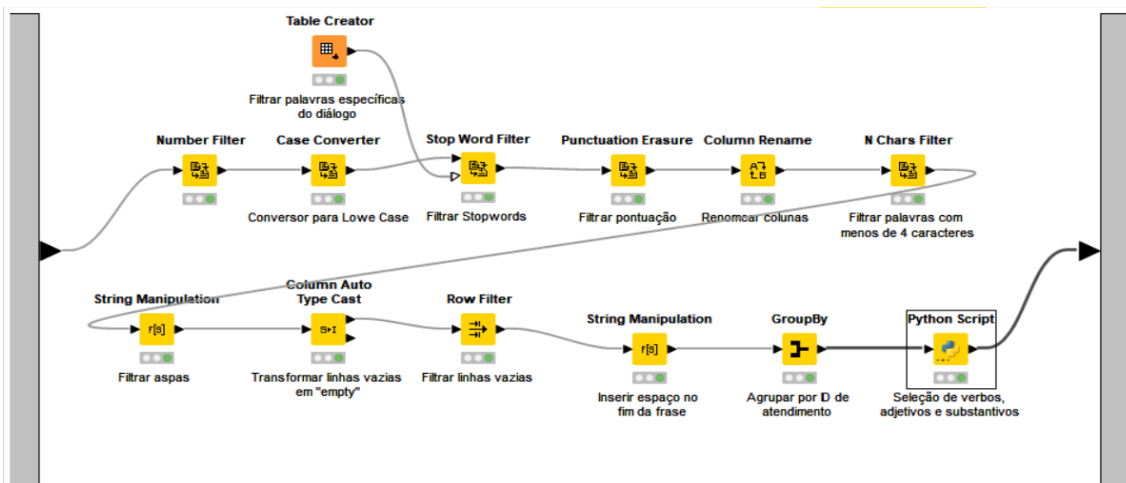 Table Creator
Filtrar palavras específicas
do diálogo
Number Filter
Case Converter
Stop Word Filter
Punctuation Erasure
Column Rename
N Chars Filter
Conversor para Lowe Case
Filtrar Stopwords
Filtrar pontuação
Renomear colunas
Filtrar palavras com
menos de 4 caracteres
String Manipulation
Column Auto
Type Cast
Row Filter
String Manipulation
GroupBy
Python Script
Filtrar aspas
Transformar linhas vazias
em "empty"
Filtrar linhas vazias
Inserir espaço no
fim da frase
Agrupar por ID de
atendimento
Seleção de verbos,
adjetivos e substantivos